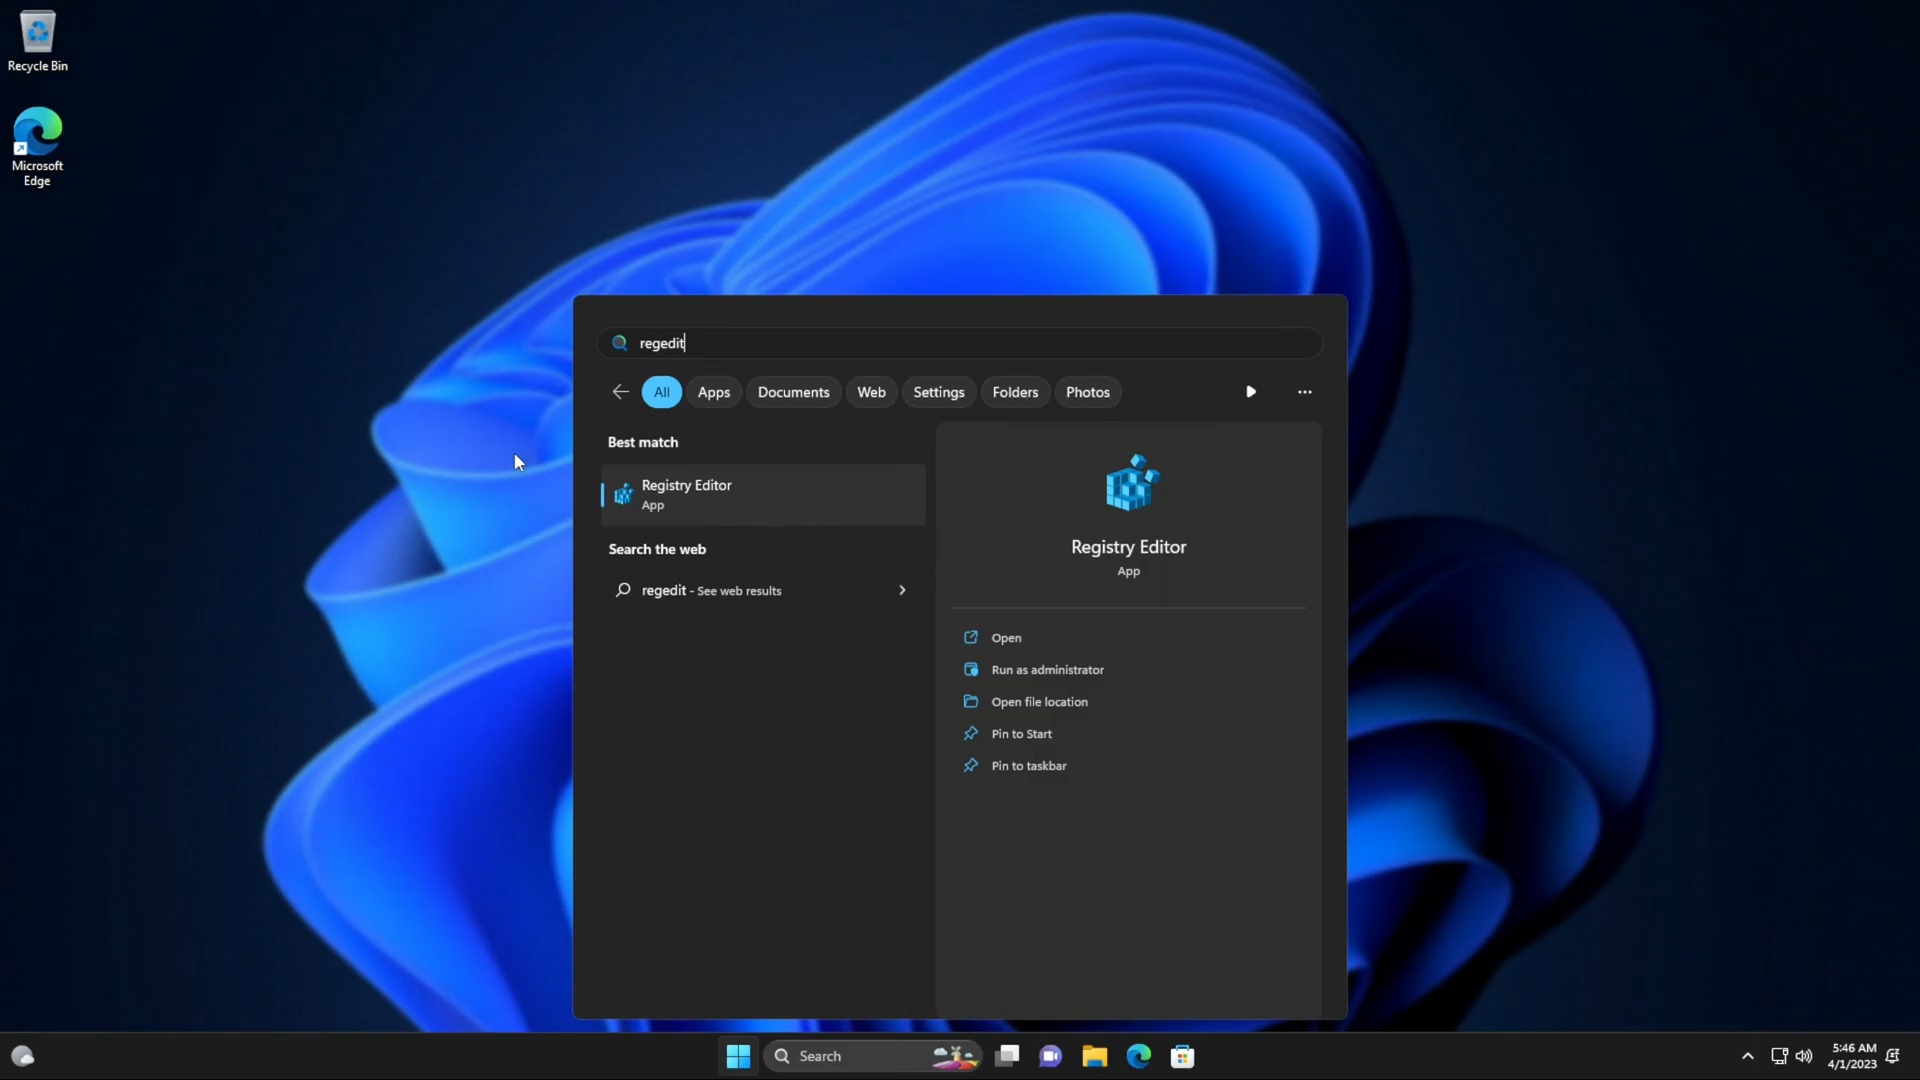 Recycle Bin
Microsoft
Edge
regedit
All
Apps
Documents
Web
Settings
Folders
Photos
Best match
Registry Editor
App
Search the web
regedit - See web results
Registry Editor
App
Open
Run as administrator
Open file location
Pin to Start
Pin to taskbar
Search
5:46 AM
4/1/2023